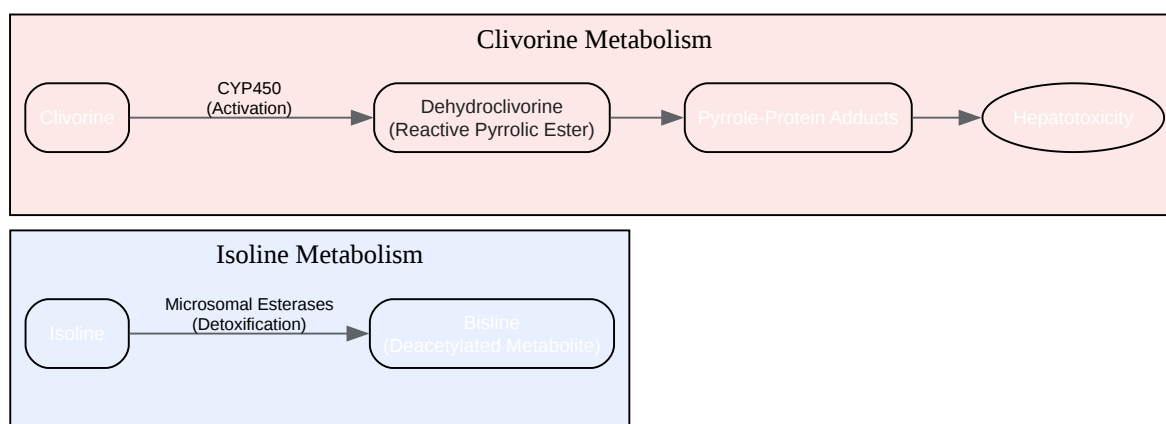 Clivorine Metabolism
CYP450
(Activation)
Clivorine
Dehydroclivorine
(Reactive Pyrrolic Ester)
Pyrrole-Protein Adducts
Hepatotoxicity
Isoline Metabolism
Microsomal Esterases
(Detoxification)
Isoline
Bisline
(Deacetylated Metabolite)